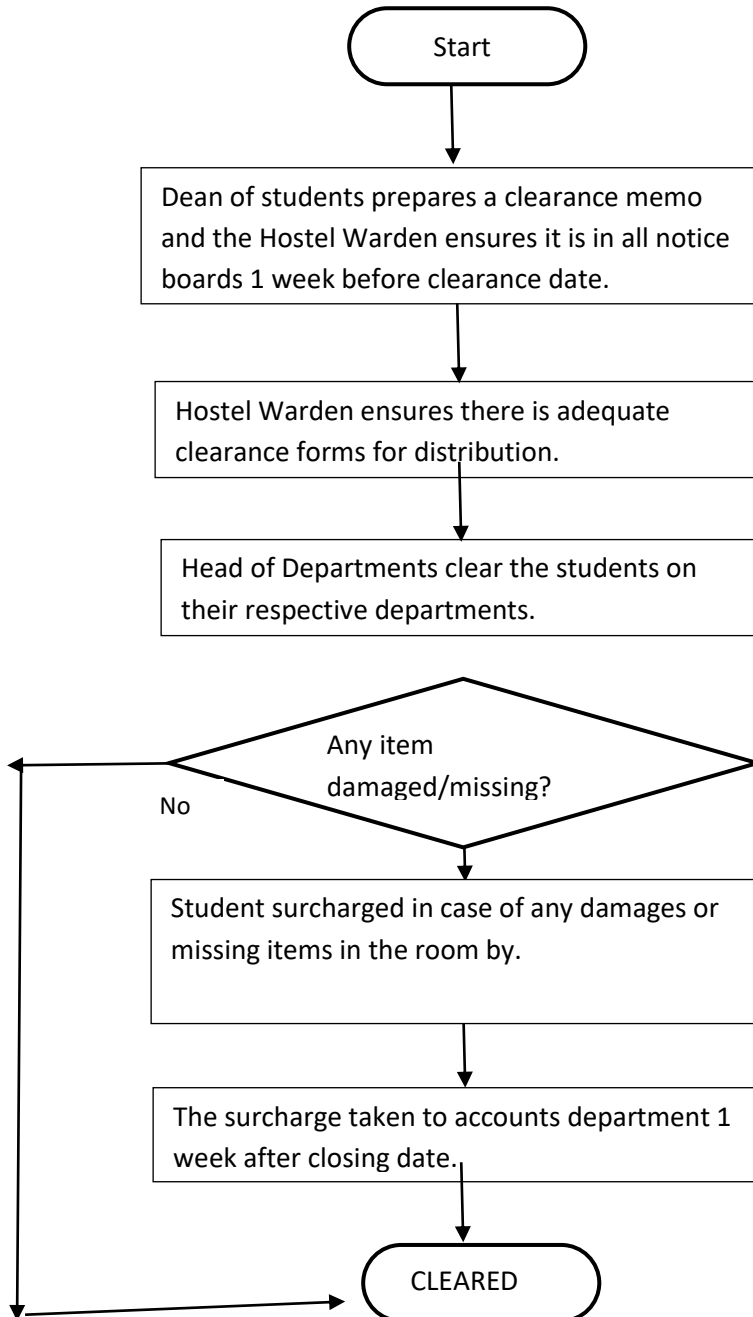 Start
Dean of students prepares a clearance memo
and the Hostel Warden ensures it is in all notice
boards 1 week before clearance date.
Hostel Warden ensures there is adequate
clearance forms for distribution.
Head of Departments clear the students on
their respective departments.
Any item
damaged/missing?
No
Student surcharged in case of any damages or
missing items in the room by.
The surcharge taken to accounts department 1
week after closing date.
CLEARED